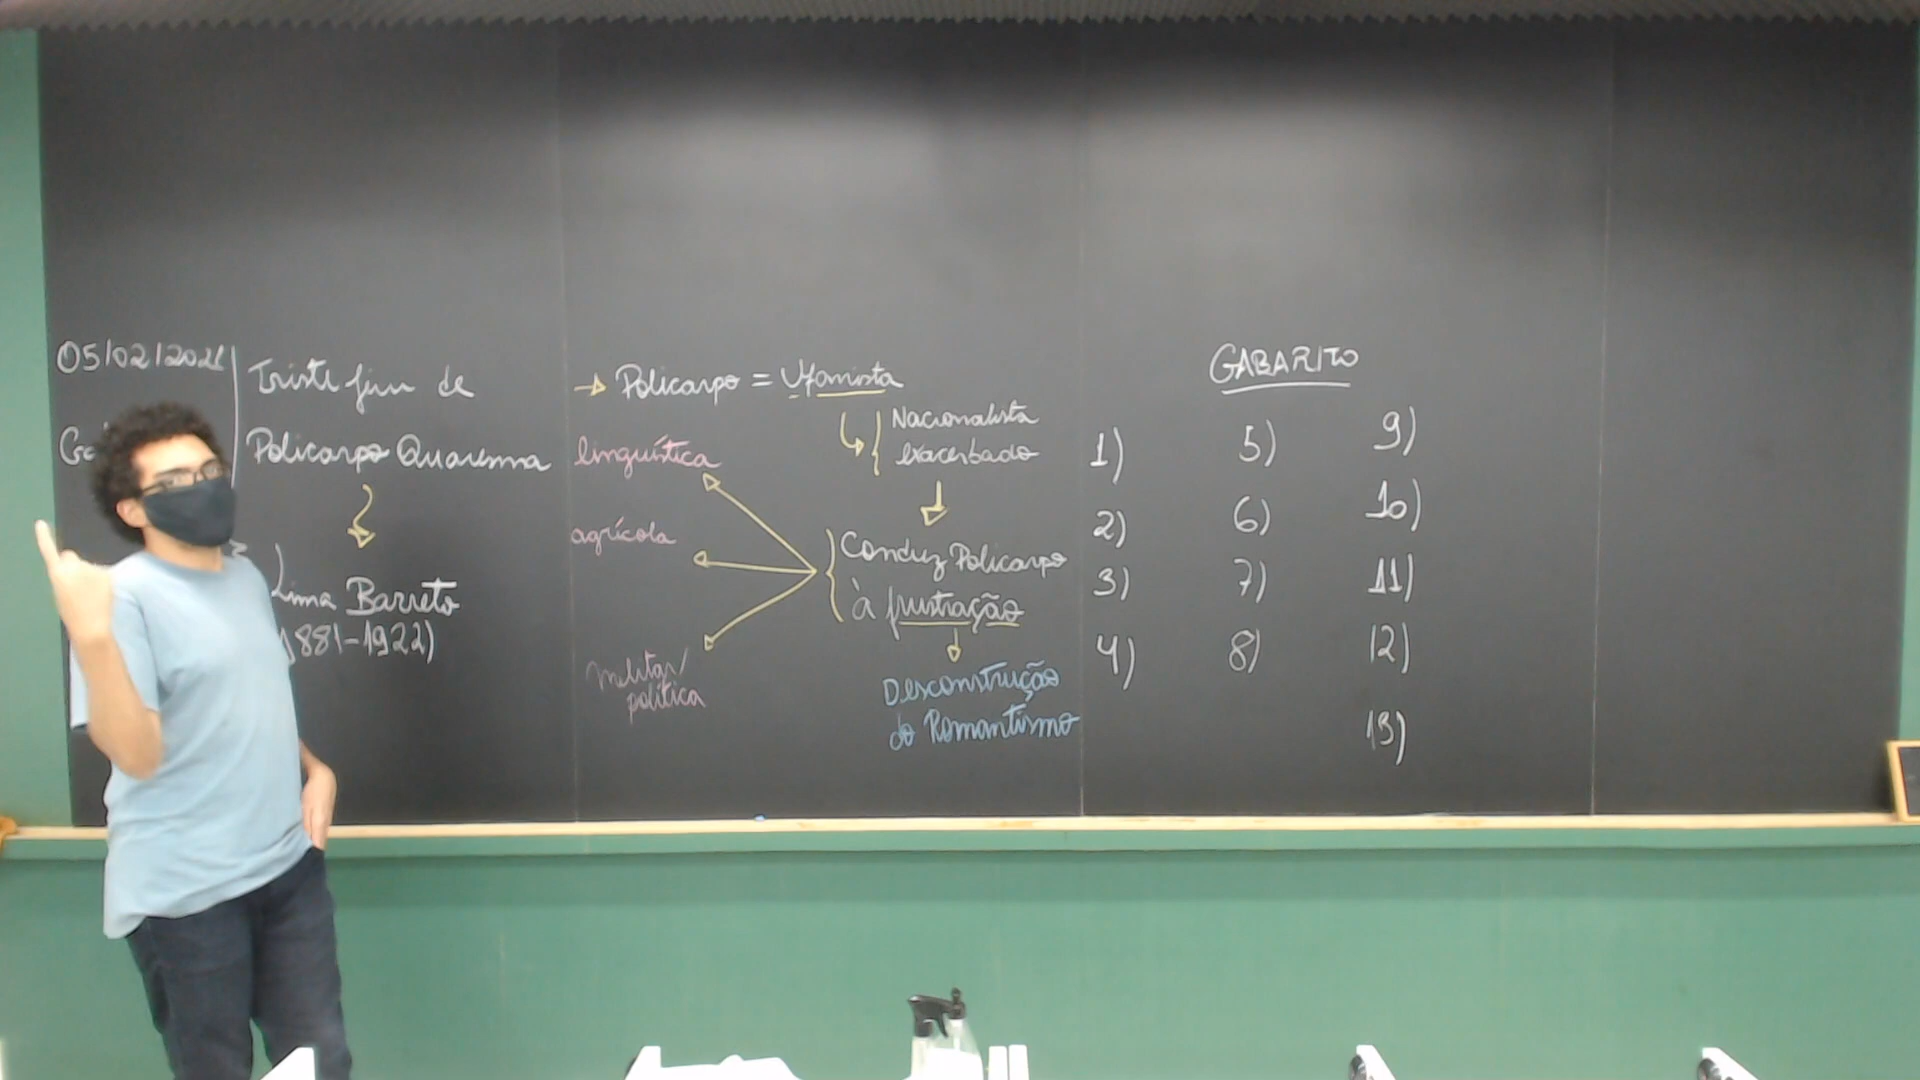 05/02/2021
Triste fim de
Policarpo Quaresma
Lima Barreto
1881-1922)
→ Policarpo = Ufanista
Nacionalista
exacerbado
Conduz Policarpo
à frustração
Desconstrução
do Romantismo
linguística
agrícola
militar/
política
GABARITO
1)
2)
3)
4)
5)
6)
7)
8)
9)
10)
11)
12)
13)